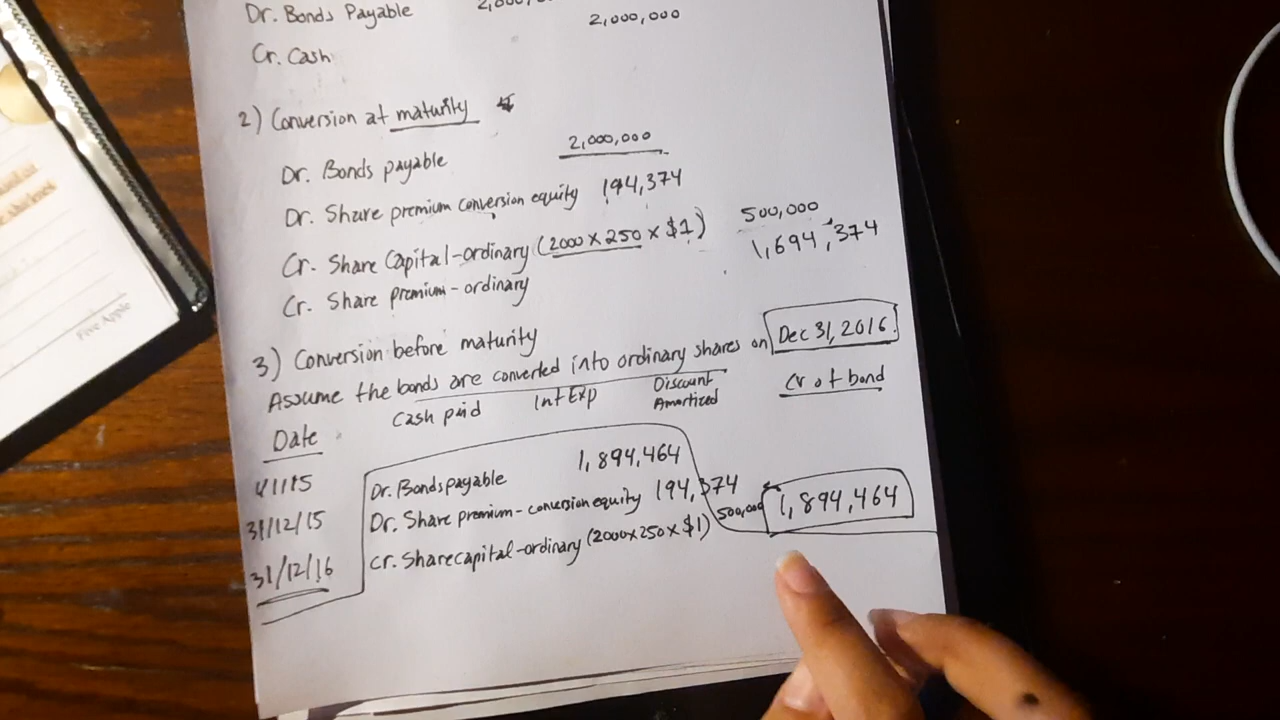 Dr. Bonds Payable
2,000,000
Cr. Cash
2) Conversion at maturity
Dr. Bonds payable 2,000,000
Dr. Share premium conversion equity 194,374
Cr. Share Capital-ordinary (2000 x 250 x $1) 500,000
Cr. Share premium-ordinary 1,694,374
3) Conversion before maturity
Assume the bonds are converted into ordinary shares on Dec 31, 2016.
Date Cash paid Int Exp Discount Amortized CV of bond
1/1/15
31/12/15
31/12/16
Dr. Bonds payable 1,894,464
Dr. Share premium-conversion equity 194,374
Cr. Share capital-ordinary (2000x250x$1) 500,000
1,894,464
Five Apple